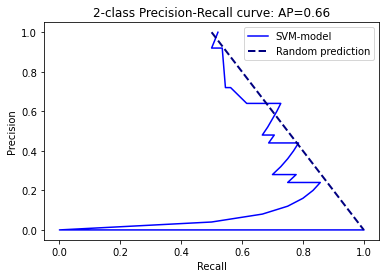 2-class Precision-Recall curve: AP=0.66
SVM-model
Random prediction
Precision
1.0
0.8
0.6
0.4
0.2
0.0
0.0 0.2 0.4 0.6 0.8 1.0
Recall